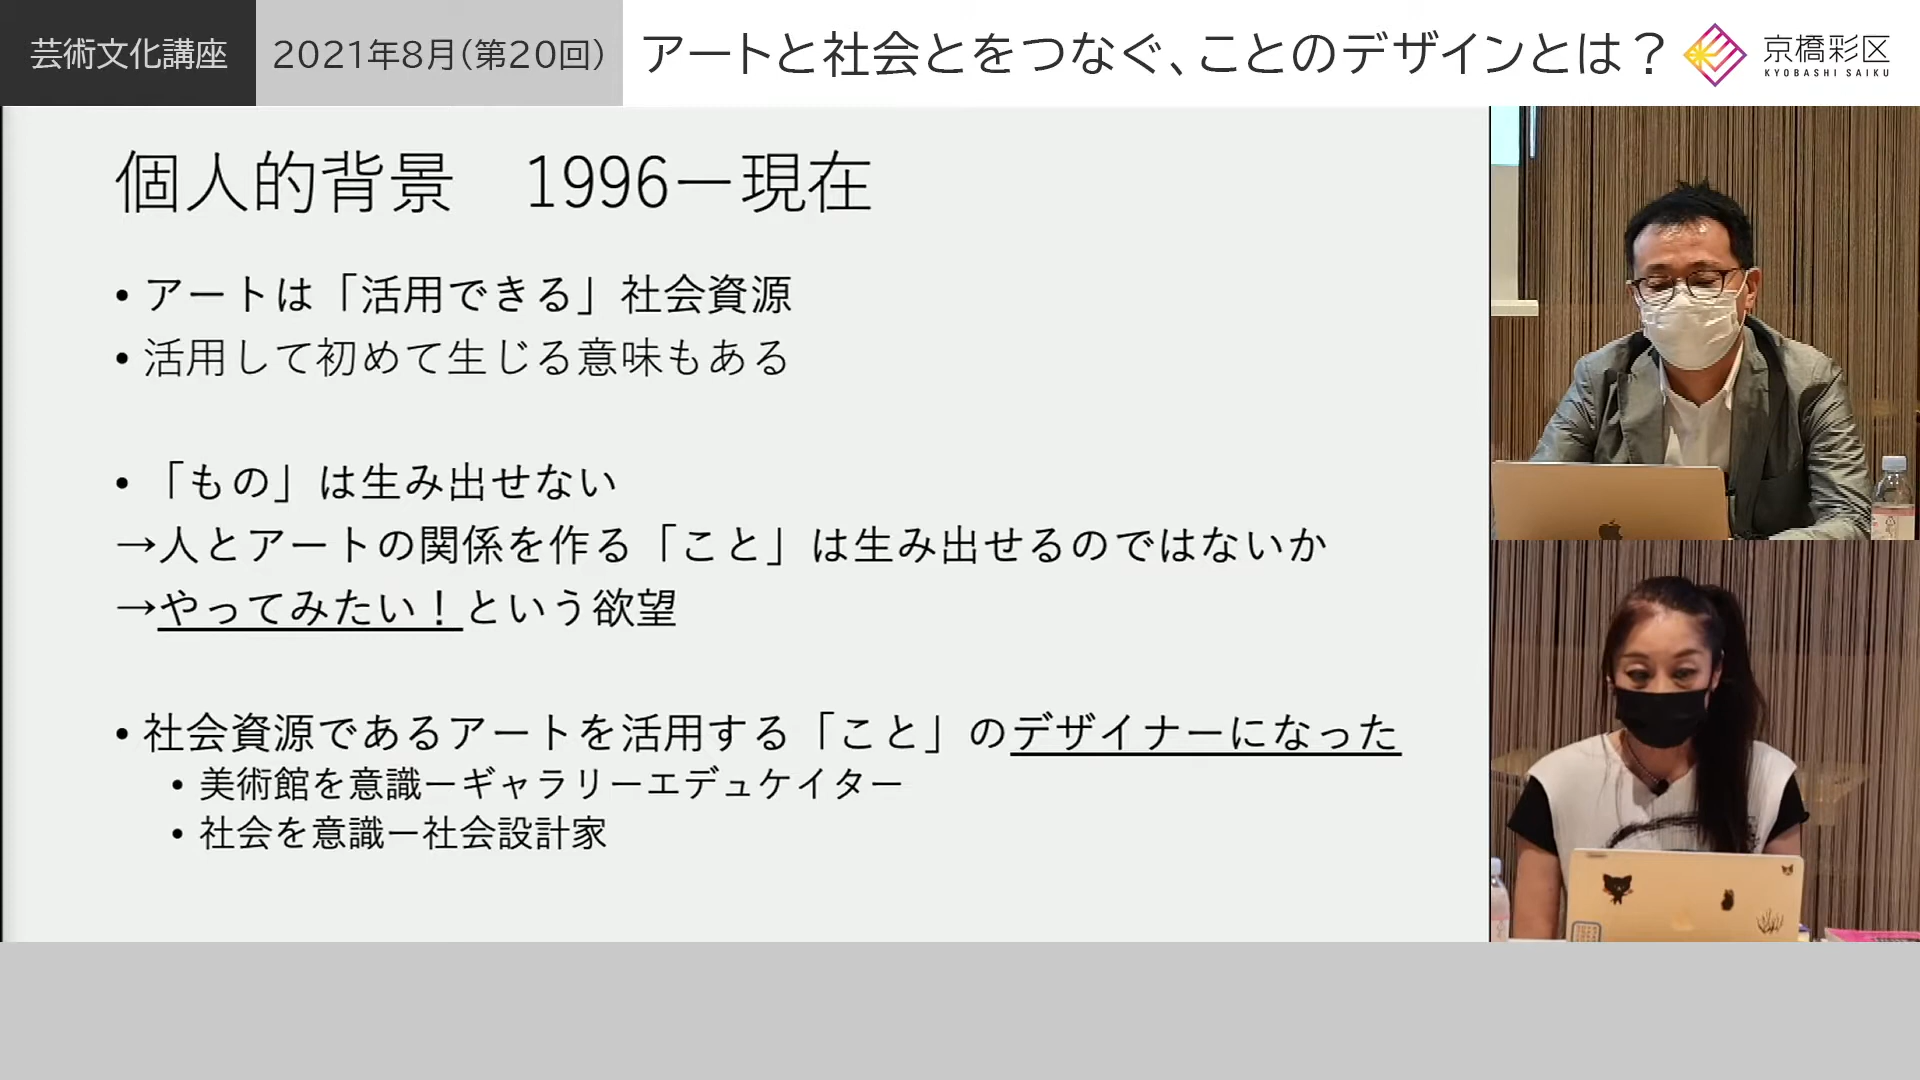 芸術文化講座
2021年8月(第20回)
アートと社会とをつなぐ、ことのデザインとは？
京橋彩区
KYOBASHI SAIKU
個人的背景　1996ー現在
• アートは「活用できる」社会資源
• 活用して初めて生じる意味もある
• 「もの」は生み出せない
→人とアートの関係を作る「こと」は生み出せるのではないか
→やってみたい！という欲望
• 社会資源であるアートを活用する「こと」のデザイナーになった
• 美術館を意識ーギャラリーエデュケイター
• 社会を意識ー社会設計家